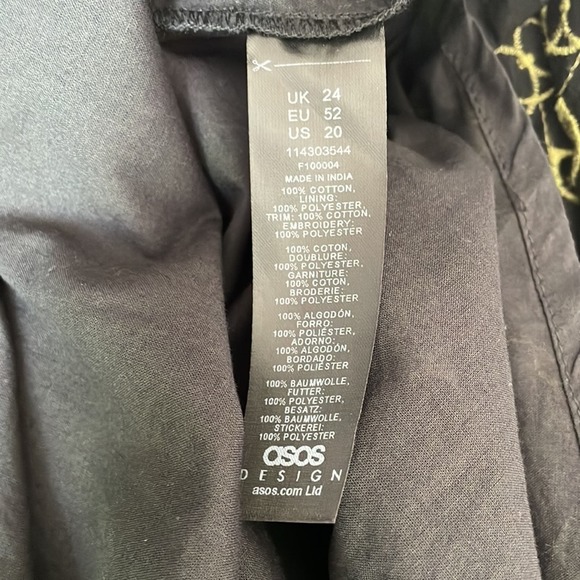 UK 24
EU 52
US 20
114303544
F100004
MADE IN INDIA
100% COTTON,
LINING:
100% POLYESTER,
TRIM: 100% COTTON,
EMBROIDERY:
100% POLYESTER
100% COTON,
DOUBLURE:
100% POLYESTER,
GARNITURE:
100% COTON,
BRODERIE:
100% POLYESTER
100% ALGODÓN,
FORRO:
100% POLIÉSTER,
ADORNO:
100% ALGODÓN,
BORDADO:
100% POLIÉSTER
100% BAUMWOLLE,
FUTTER:
100% POLYESTER,
BESATZ:
100% BAUMWOLLE,
STICKEREI:
100% POLYESTER
asos
DESIGN
asos.com Ltd